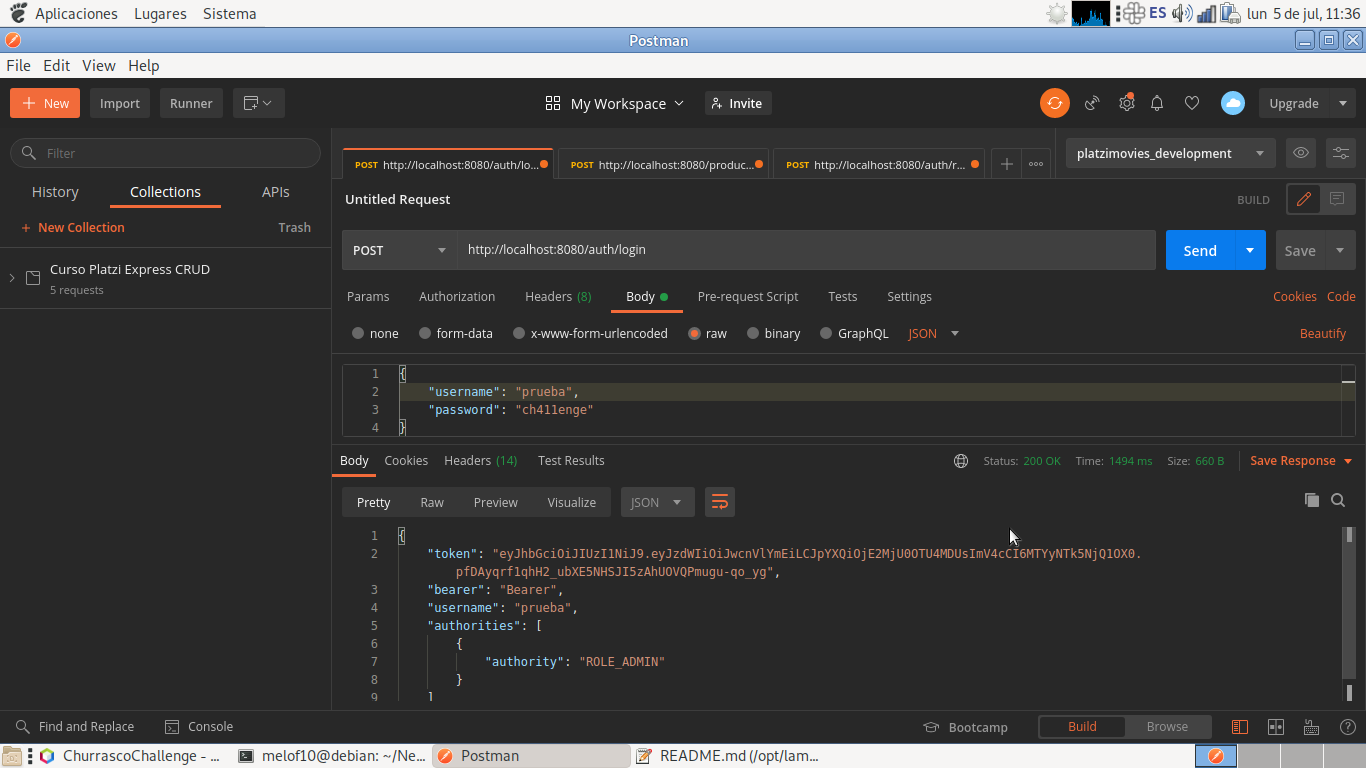 Aplicaciones Lugares Sistema ES lun 5 de jul, 11:36
Postman
File Edit View Help
+ New Import Runner My Workspace Invite Upgrade
Filter
History Collections APIs
+ New Collection Trash
Curso Platzi Express CRUD
5 requests
POST http://localhost:8080/auth/lo... POST http://localhost:8080/produc... POST http://localhost:8080/auth/r... platzimovies_development
Untitled Request BUILD
POST http://localhost:8080/auth/login Send Save
Params Authorization Headers (8) Body Pre-request Script Tests Settings Cookies Code
none form-data x-www-form-urlencoded raw binary GraphQL JSON Beautify
1 {
2 "username": "prueba",
3 "password": "ch4llenge"
4 }
Body Cookies Headers (14) Test Results Status: 200 OK Time: 1494 ms Size: 660 B Save Response
Pretty Raw Preview Visualize JSON
1 {
2 "token": "eyJhbGciOiJIUzI1NiJ9.eyJzdWIiOiJwcnVlYmEiLCJpYXQiOjE2MjU0OTU4MDUsImV4cCI6MTYyNTk5NjQ1OX0.
pfDAyqrf1qhH2_ubXE5NHSJI5zAhUOVQPmugu-qo_yg",
3 "bearer": "Bearer",
4 "username": "prueba",
5 "authorities": [
6 {
7 "authority": "ROLE_ADMIN"
8 }
9 ]
Find and Replace Console Bootcamp Build Browse
ChurrascoChallenge - ... melof10@debian: ~/Ne... Postman README.md (/opt/lam...